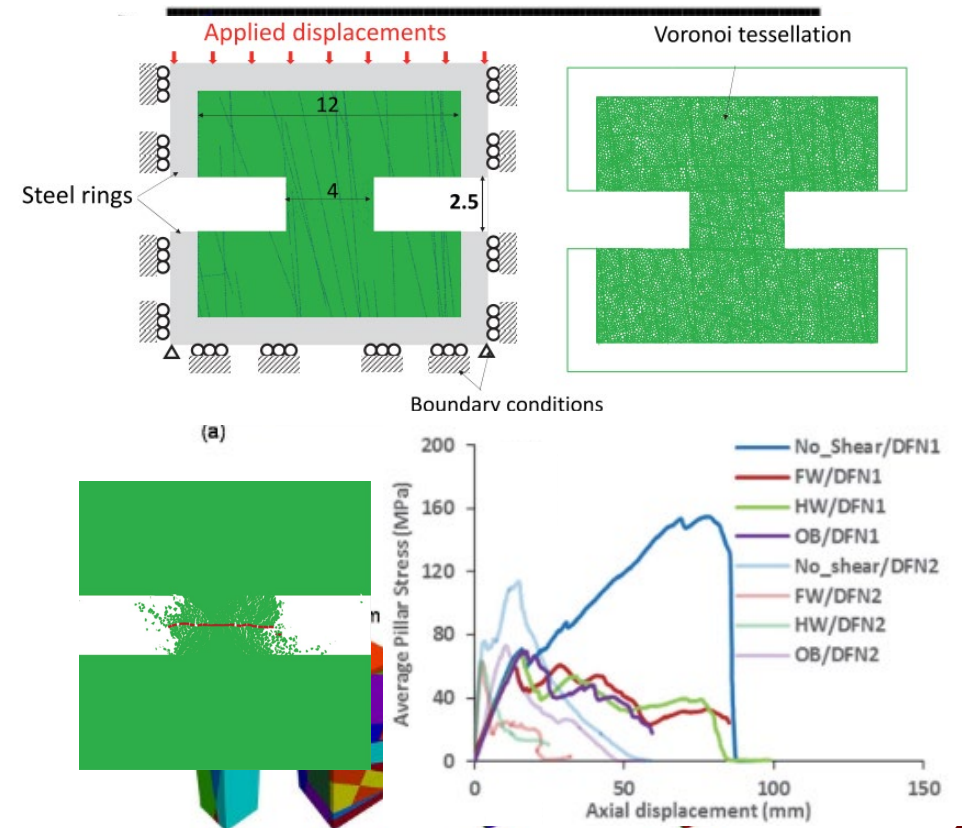 Applied displacements
Voronoi tessellation
12
Steel rings
4
2.5
Boundary conditions
(a)
200
160
120
80
40
0
Average Pillar Stress (MPa)
No_Shear/DFN1
FW/DFN1
HW/DFN1
OB/DFN1
No_shear/DFN2
FW/DFN2
HW/DFN2
OB/DFN2
m
0
50
100
150
Axial displacement (mm)